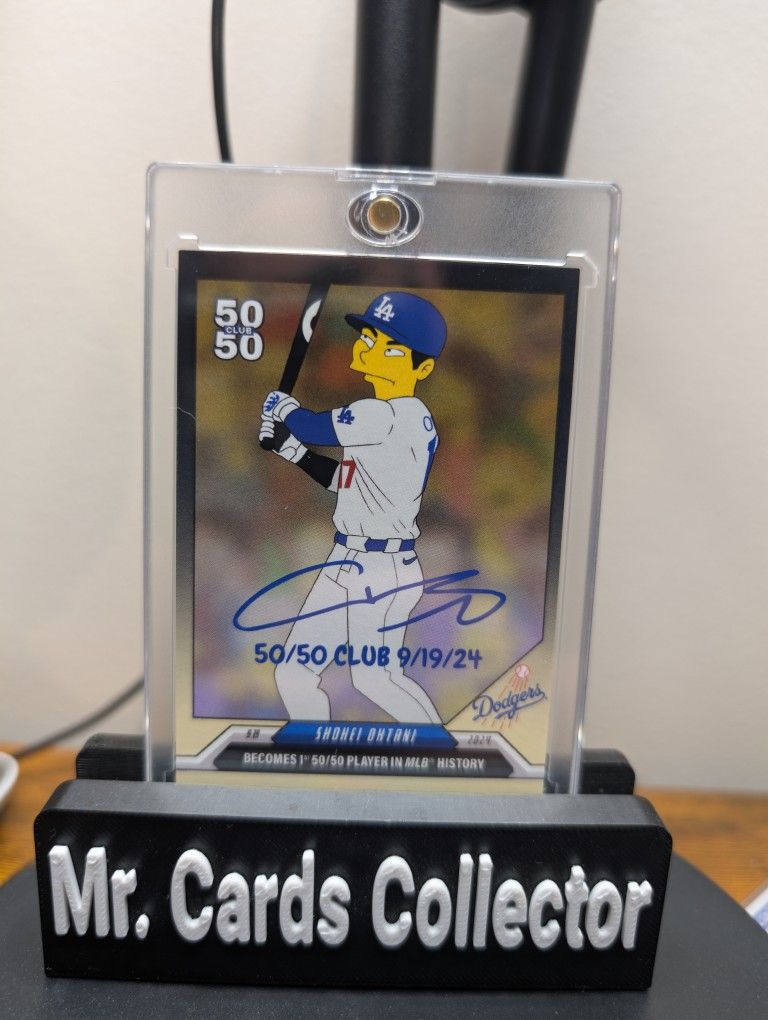 50
CLUB
50
LA
LA
17
50/50 CLUB 9/19/24
Dodgers
SHOHEI OHTANI
2024
BECOMES 1ST 50/50 PLAYER IN MLB HISTORY
Mr. Cards Collector